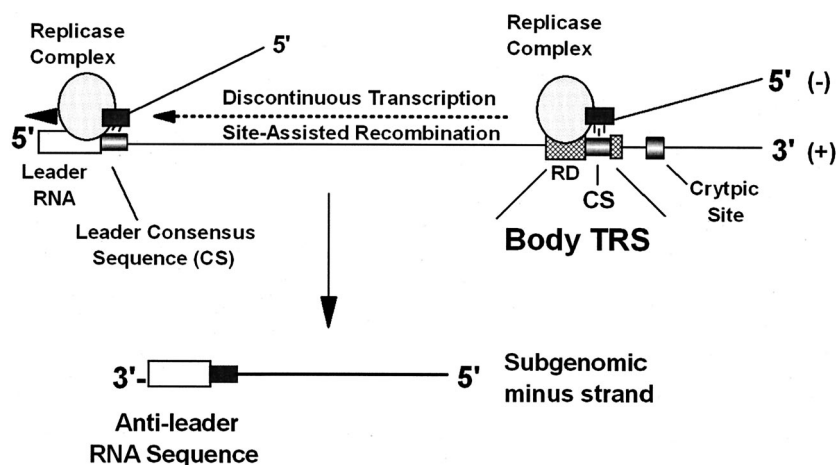 Replicase
Complex
5'
Replicase
Complex
5' (-)
Discontinuous Transcription
5'
Site-Assisted Recombination
3' (+)
Leader
RNA
RD
CS
Crytpic
Site
Leader Consensus
Sequence (CS)
Body TRS
3'-
5'
Subgenomic
minus strand
Anti-leader
RNA Sequence